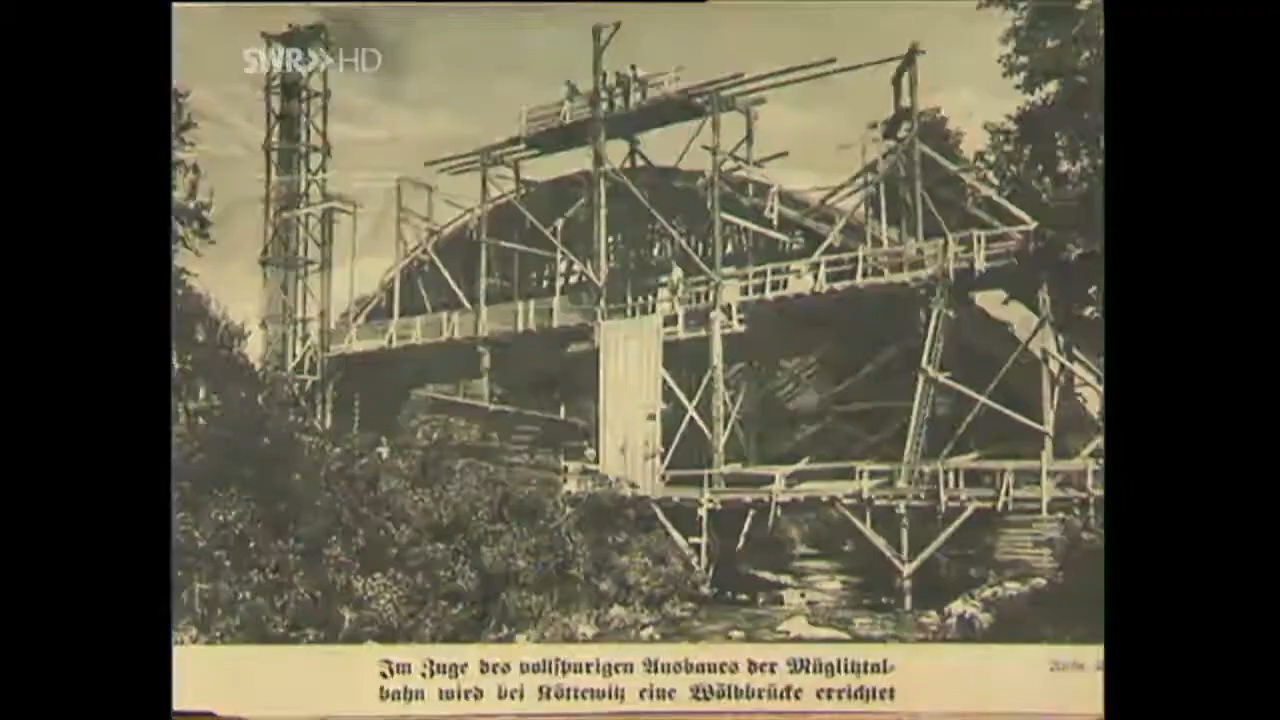 SWR»HD
Im Zuge des vollspurigen Ausbaues der Müglitztal-
bahn wird bei Köttewitz eine Wölbbrücke errichtet